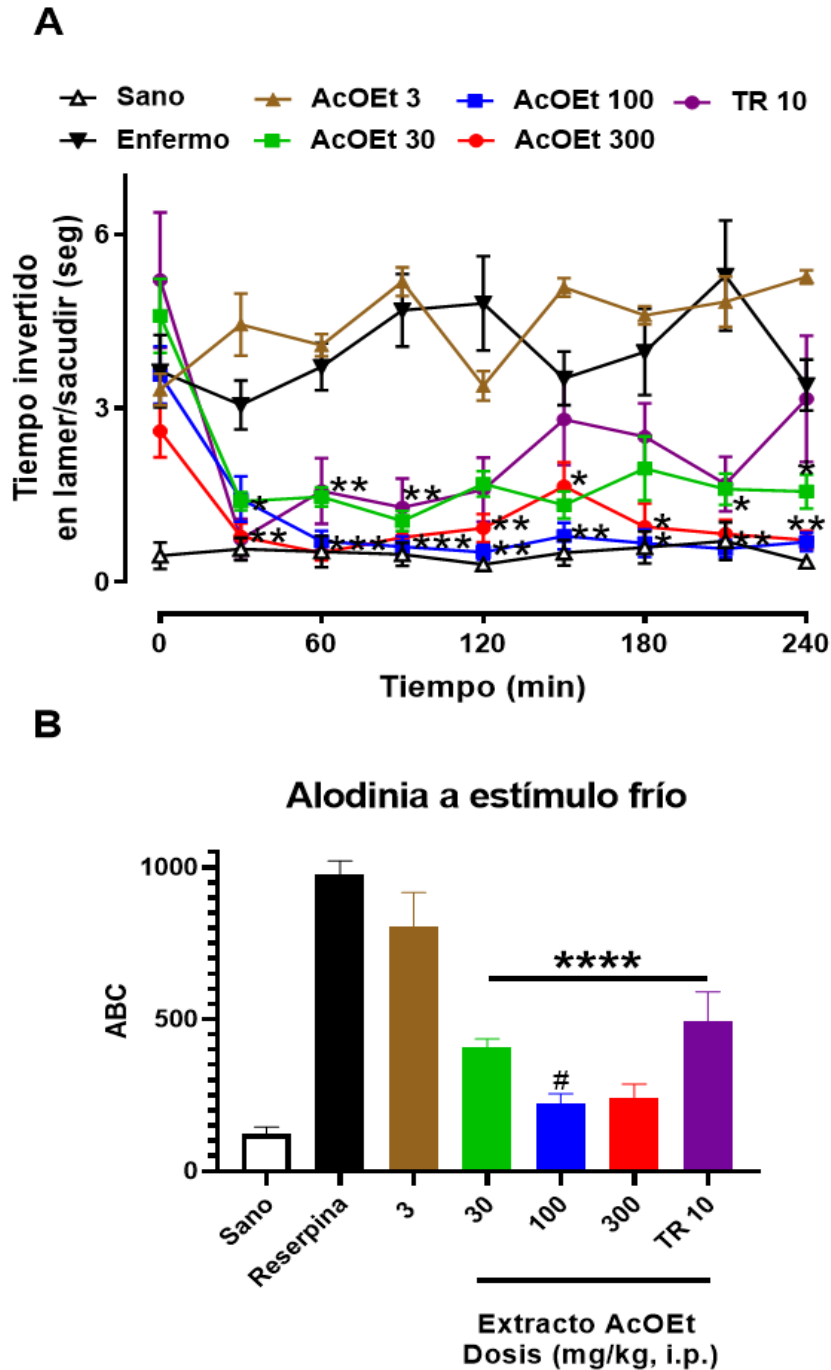 A
Sano AcOEt 3 AcOEt 100 TR 10
Enfermo AcOEt 30 AcOEt 300
Tiempo invertido
en lamer/sacudir (seg)
6
3
0
* ** ** *** ** *** ** ** * ** * * * ** * **
0 60 120 180 240
Tiempo (min)
B
Alodinia a estímulo frío
ABC
1000
500
0
****
#
Sano Reserpina 3 30 100 300 TR 10
Extracto AcOEt
Dosis (mg/kg, i.p.)